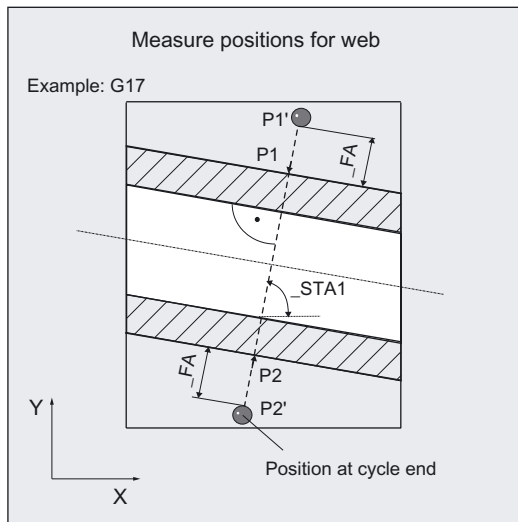 Measure positions for web
Example: G17
P1'
P1
_FA
_STA1
_FA
P2
P2'
Y
X
Position at cycle end